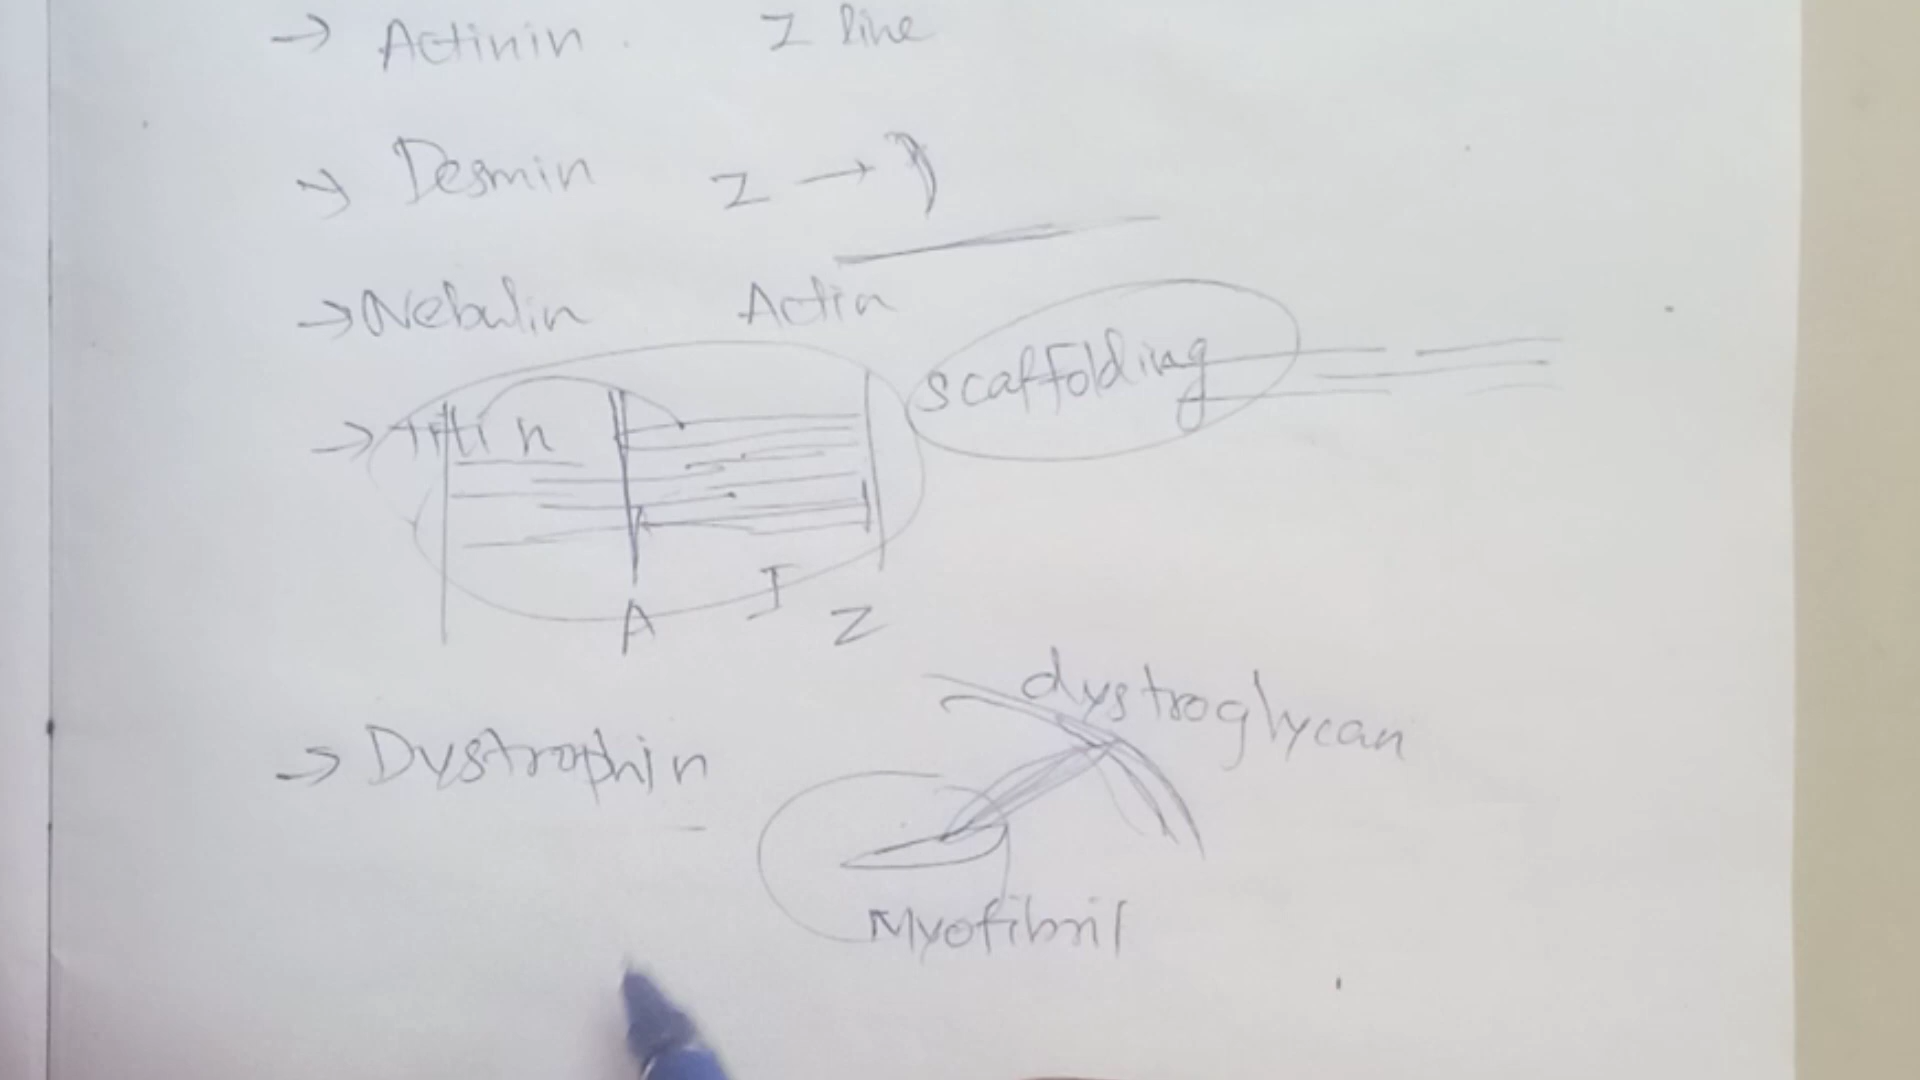 → Actinin Z line
→ Desmin Z →
→ Nebulin Actin
scaffolding
→ Titin
A I Z
dystroglycan
→ Dystrophin
Myofibril